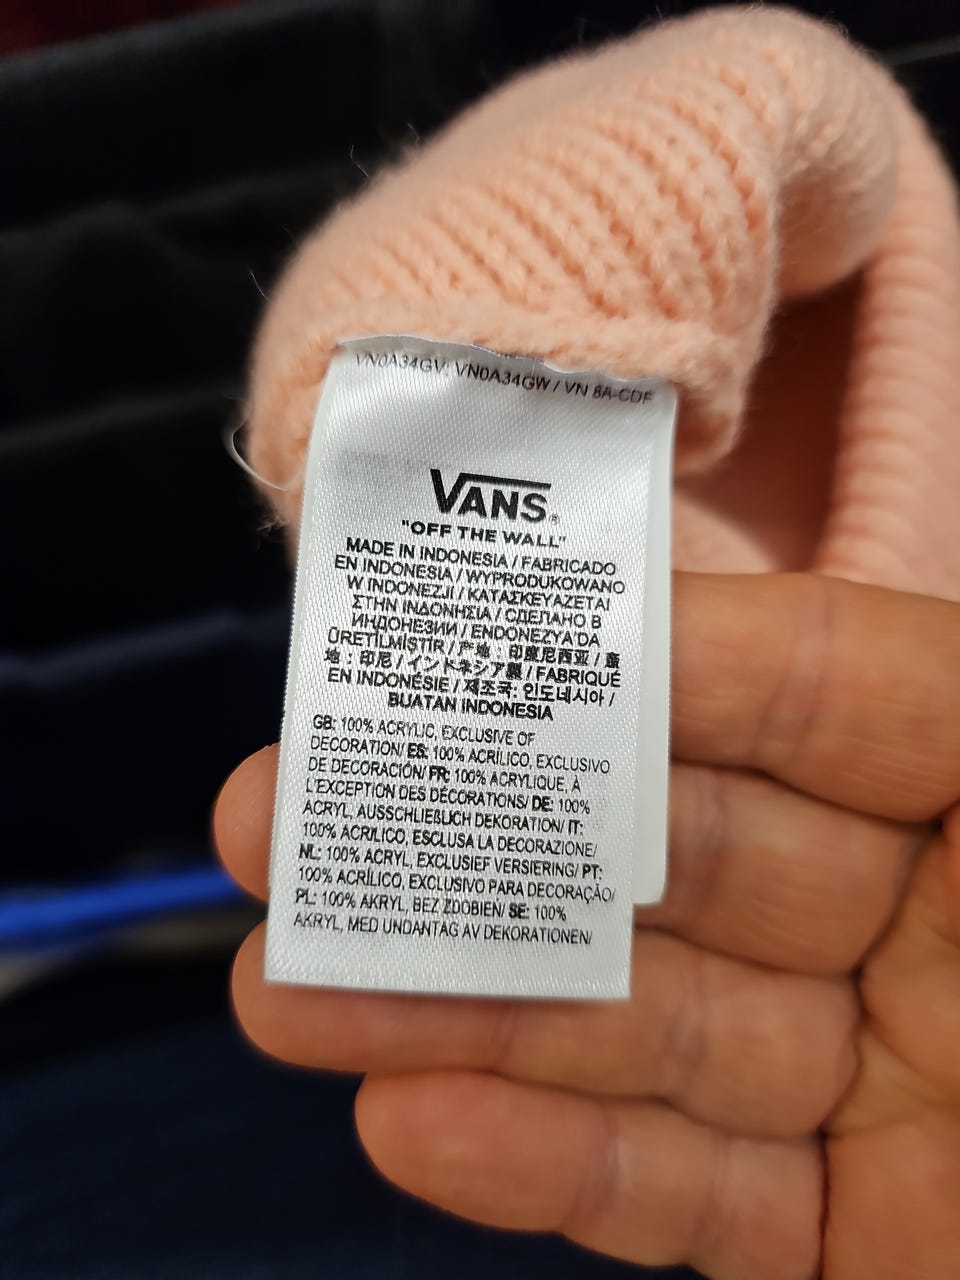 VN0A34GV: VN0A34GW / VN 8A-CDF
VANS®
"OFF THE WALL"
MADE IN INDONESIA / FABRICADO
EN INDONESIA / WYPRODUKOWANO
W INDONEZJI / ΚΑΤΑΣΚΕΥΑΖΕΤΑΙ
ΣΤΗΝ ΙΝΔΟΝΗΣΙΑ / СДЕЛАНО В
ИНДОНЕЗИИ / ENDONEZYA'DA
ÜRETİLMİŞTİR / 产地：印度尼西亚 / 產
地：印尼 / インドネシア製 / FABRIQUÉ
EN INDONÉSIE / 제조국: 인도네시아 /
BUATAN INDONESIA
GB: 100% ACRYLIC, EXCLUSIVE OF
DECORATION/ ES: 100% ACRÍLICO, EXCLUSIVO
DE DECORACIÓN/ FR: 100% ACRYLIQUE, À
L'EXCEPTION DES DÉCORATIONS/ DE: 100%
ACRYL, AUSSCHLIEßLICH DEKORATION/ IT:
100% ACRILICO, ESCLUSA LA DECORAZIONE/
NL: 100% ACRYL, EXCLUSIEF VERSIERING/ PT:
100% ACRÍLICO, EXCLUSIVO PARA DECORAÇÃO/
PL: 100% AKRYL, BEZ ZDOBIEŃ/ SE: 100%
AKRYL, MED UNDANTAG AV DEKORATIONEN/